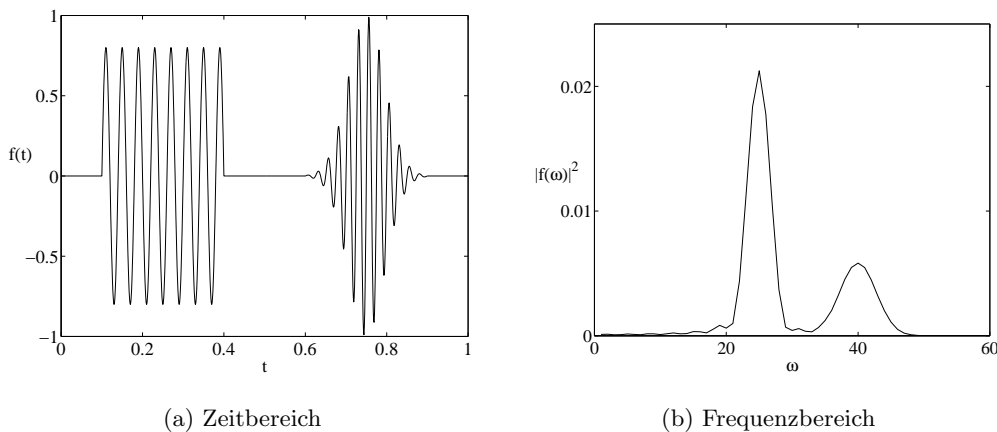 1
0.5
f(t)
0
−0.5
−1
0 0.2 0.4 0.6 0.8 1
t
(a) Zeitbereich
0.02
|f(ω)|²
0.01
0
0 20 40 60
ω
(b) Frequenzbereich